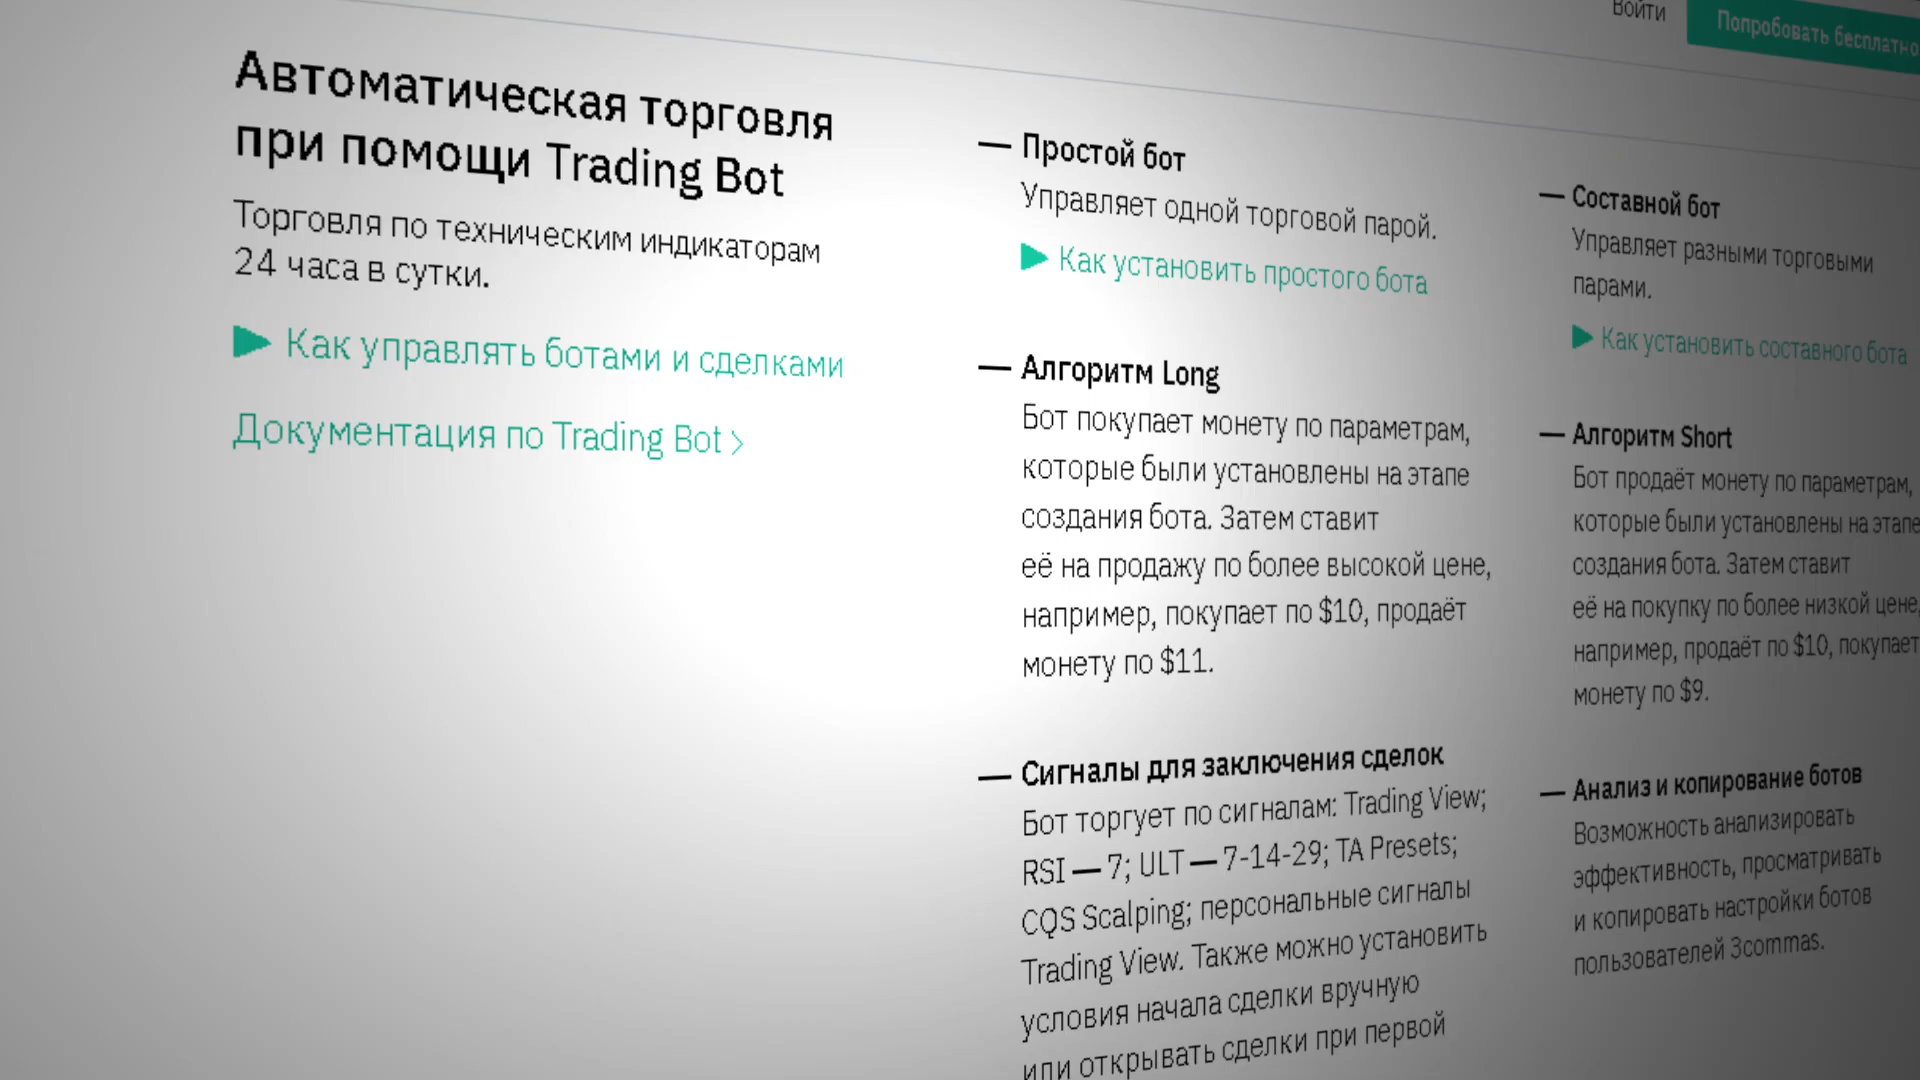 Войти
Попробовать бесплатно
Автоматическая торговля
при помощи Trading Bot
Торговля по техническим индикаторам
24 часа в сутки.
▶ Как управлять ботами и сделками
Документация по Trading Bot >
— Простой бот
Управляет одной торговой парой.
▶ Как установить простого бота
— Алгоритм Long
Бот покупает монету по параметрам,
которые были установлены на этапе
создания бота. Затем ставит
её на продажу по более высокой цене,
например, покупает по $10, продаёт
монету по $11.
— Сигналы для заключения сделок
Бот торгует по сигналам: Trading View;
RSI — 7; ULT — 7-14-29; TA Presets;
CQS Scalping; персональные сигналы
Trading View. Также можно установить
условия начала сделки вручную
или открывать сделки при первой
— Составной бот
Управляет разными торговыми
парами.
▶ Как установить составного бота
— Алгоритм Short
Бот продаёт монету по параметрам,
которые были установлены на этапе
создания бота. Затем ставит
её на покупку по более низкой цене,
например, продаёт по $10, покупает
монету по $9.
— Анализ и копирование ботов
Возможность анализировать
эффективность, просматривать
и копировать настройки ботов
пользователей 3commas.